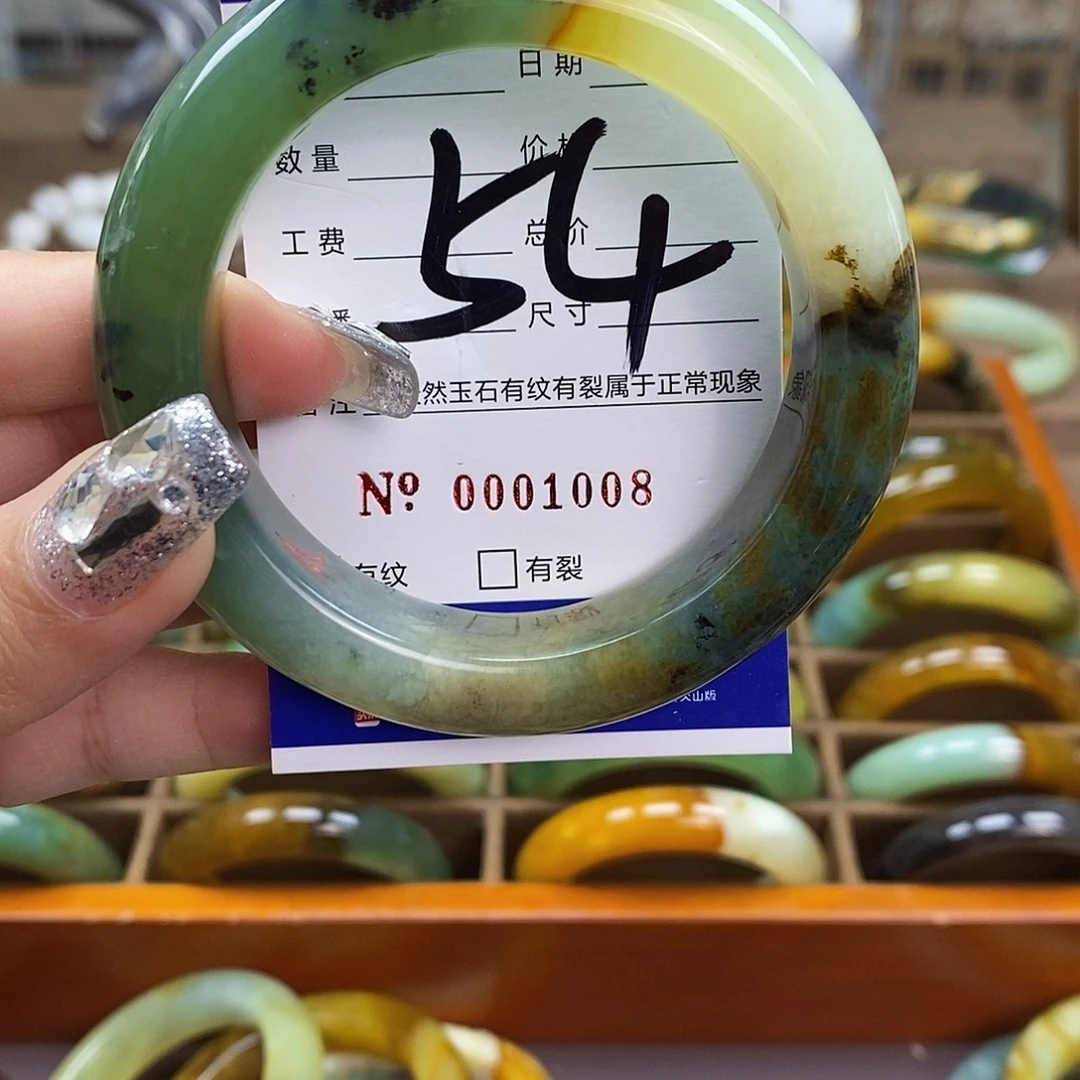 日期
数量 价格
54
工费 总价
尺寸
然玉石有纹有裂属于正常现象
Nº 0001008
有纹 有裂